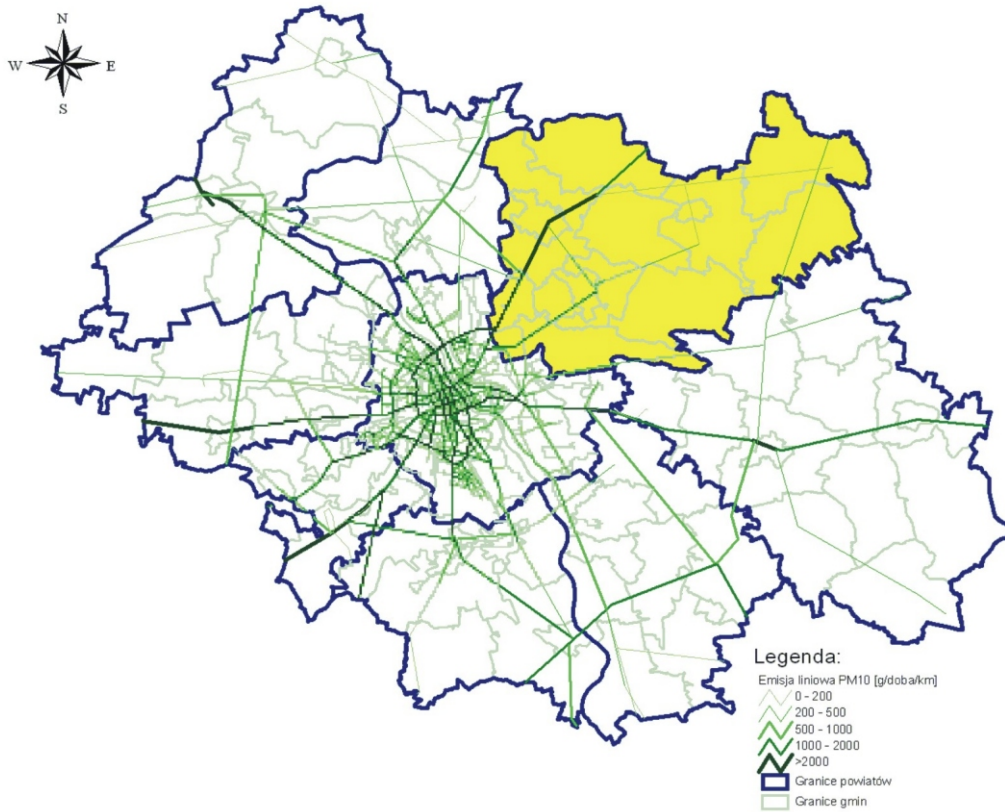 N
W E
S
Legenda:
Emisja liniowa PM10 [g/doba/km]
0 - 200
200 - 500
500 - 1000
1000 - 2000
>2000
Granice powiatów
Granice gmin